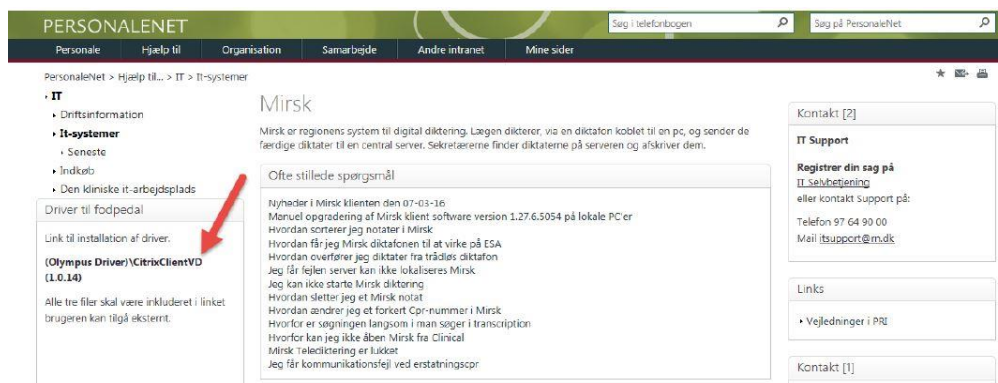 PERSONALENET
Søg i telefonbogen
Søg på PersonaleNet
Personale
Hjælp til
Organisation
Samarbejde
Andre intranet
Mine sider
PersonaleNet > Hjælp til... > IT > It-systemer
IT
Driftsinformation
It-systemer
Seneste
Indkøb
Den kliniske it-arbejdsplads
Driver til fodpedal
Link til installation af driver.
(Olympus Driver)\CitrixClientVD
(1.0.14)
Alle tre filer skal være inkluderet i linket
brugeren kan tilgå eksternt.
Mirsk
Mirsk er regionens system til digital diktering. Lægen dikterer, via en diktafon koblet til en pc, og sender de
færdige diktater til en central server. Sekretærerne finder diktaterne på serveren og afskriver dem.
Ofte stillede spørgsmål
Nyheder i Mirsk klienten den 07-03-16
Manuel opgradering af Mirsk klient software version 1.27.6.5054 på lokale PC'er
Hvordan sorterer jeg notater i Mirsk
Hvordan får jeg Mirsk diktafonen til at virke på ESA
Hvordan overfører jeg diktater fra trådløs diktafon
Jeg får fejlen server kan ikke lokaliseres Mirsk
Jeg kan ikke starte Mirsk diktering
Hvordan sletter jeg et Mirsk notat
Hvordan ændrer jeg et forkert Cpr-nummer i Mirsk
Hvorfor er søgningen langsom i man søger i transcription
Hvorfor kan jeg ikke åben Mirsk fra Clinical
Mirsk Telediktering er lukket
Jeg får kommunikationsfejl ved erstatningscpr
Kontakt [2]
IT Support
Registrer din sag på
IT Selvbetjening
eller kontakt Support på:
Telefon 97 64 90 00
Mail itsupport@rn.dk
Links
Vejledninger i PRI
Kontakt [1]